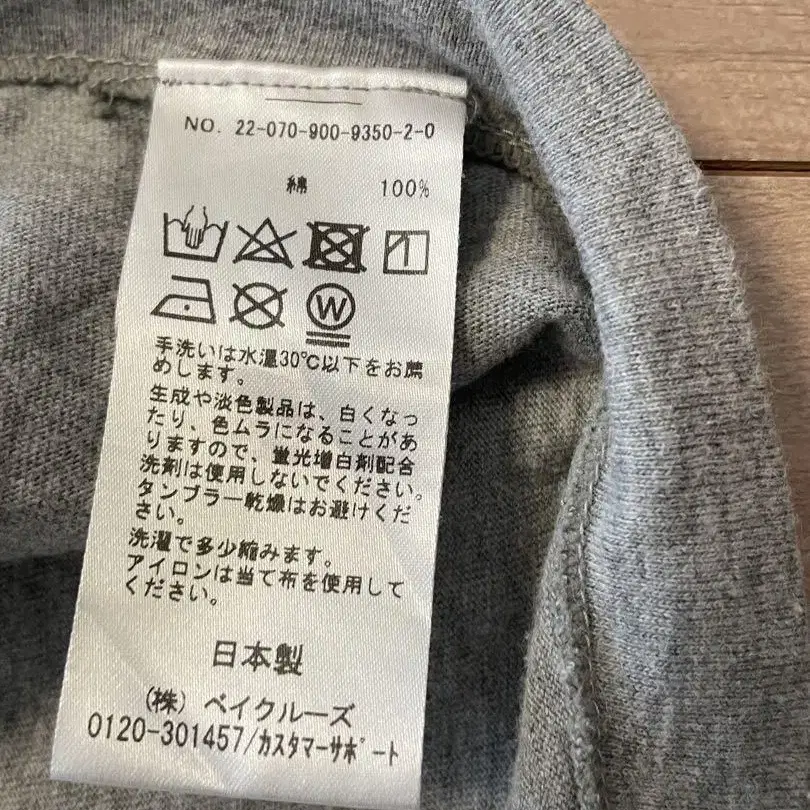 NO. 22-070-900-9350-2-0
綿 100%
W
手洗いは水温30℃以下をお薦
めします。
生成や淡色製品は、白くなっ
たり、色ムラになることがあ
りますので、蛍光増白剤配合
洗剤は使用しないでください。
タンブラー乾燥はお避けくだ
さい。
洗濯で多少縮みます。
アイロンは当て布を使用して
ください。
日本製
(株) ベイクルーズ
0120-301457/カスタマーサポート